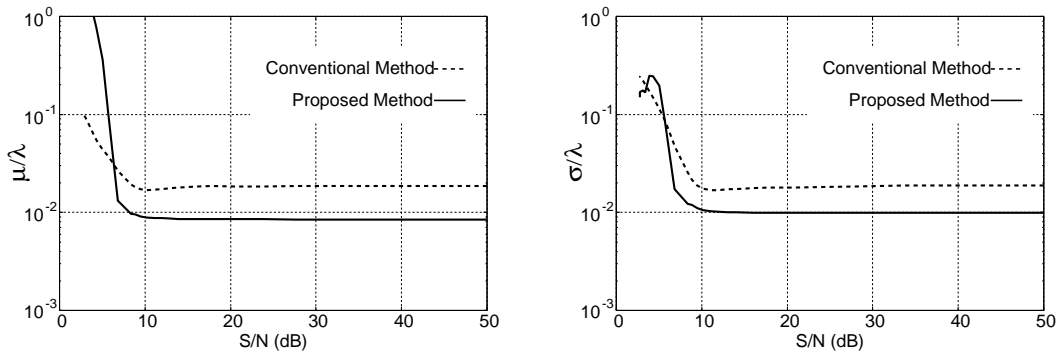 10^0
Conventional Method
Proposed Method
10^-1
μ/λ
10^-2
10^-3
0 10 20 30 40 50
S/N (dB)
10^0
Conventional Method
Proposed Method
10^-1
σ/λ
10^-2
10^-3
0 10 20 30 40 50
S/N (dB)